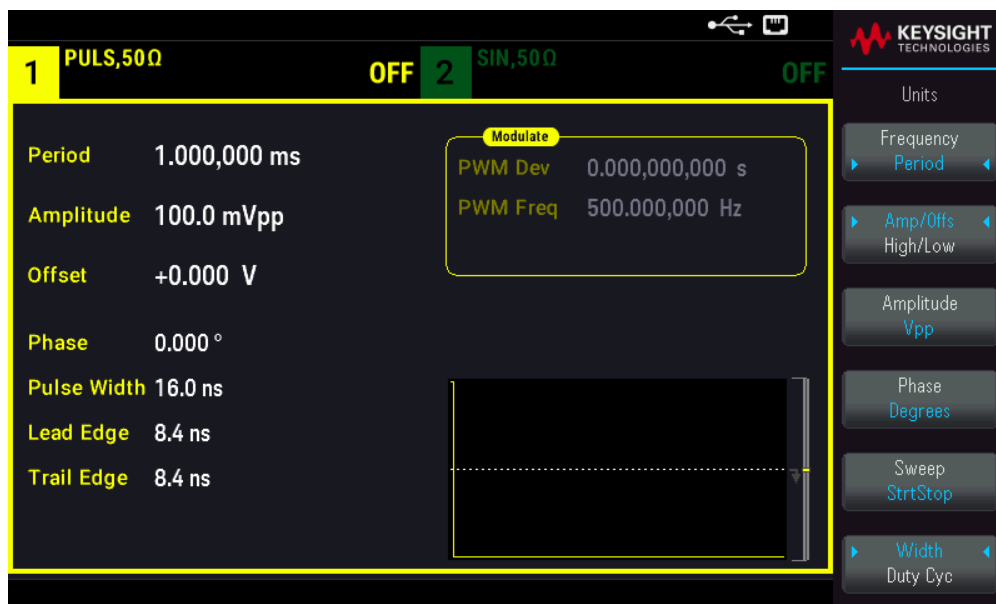 KEYSIGHT
TECHNOLOGIES
1 PULS,50Ω OFF
2 SIN,50Ω OFF
Period 1.000,000 ms
Amplitude 100.0 mVpp
Offset +0.000 V
Phase 0.000 °
Pulse Width 16.0 ns
Lead Edge 8.4 ns
Trail Edge 8.4 ns
Modulate
PWM Dev 0.000,000,000 s
PWM Freq 500.000,000 Hz
Units
Frequency
Period
Amp/Offs
High/Low
Amplitude
Vpp
Phase
Degrees
Sweep
StrtStop
Width
Duty Cyc